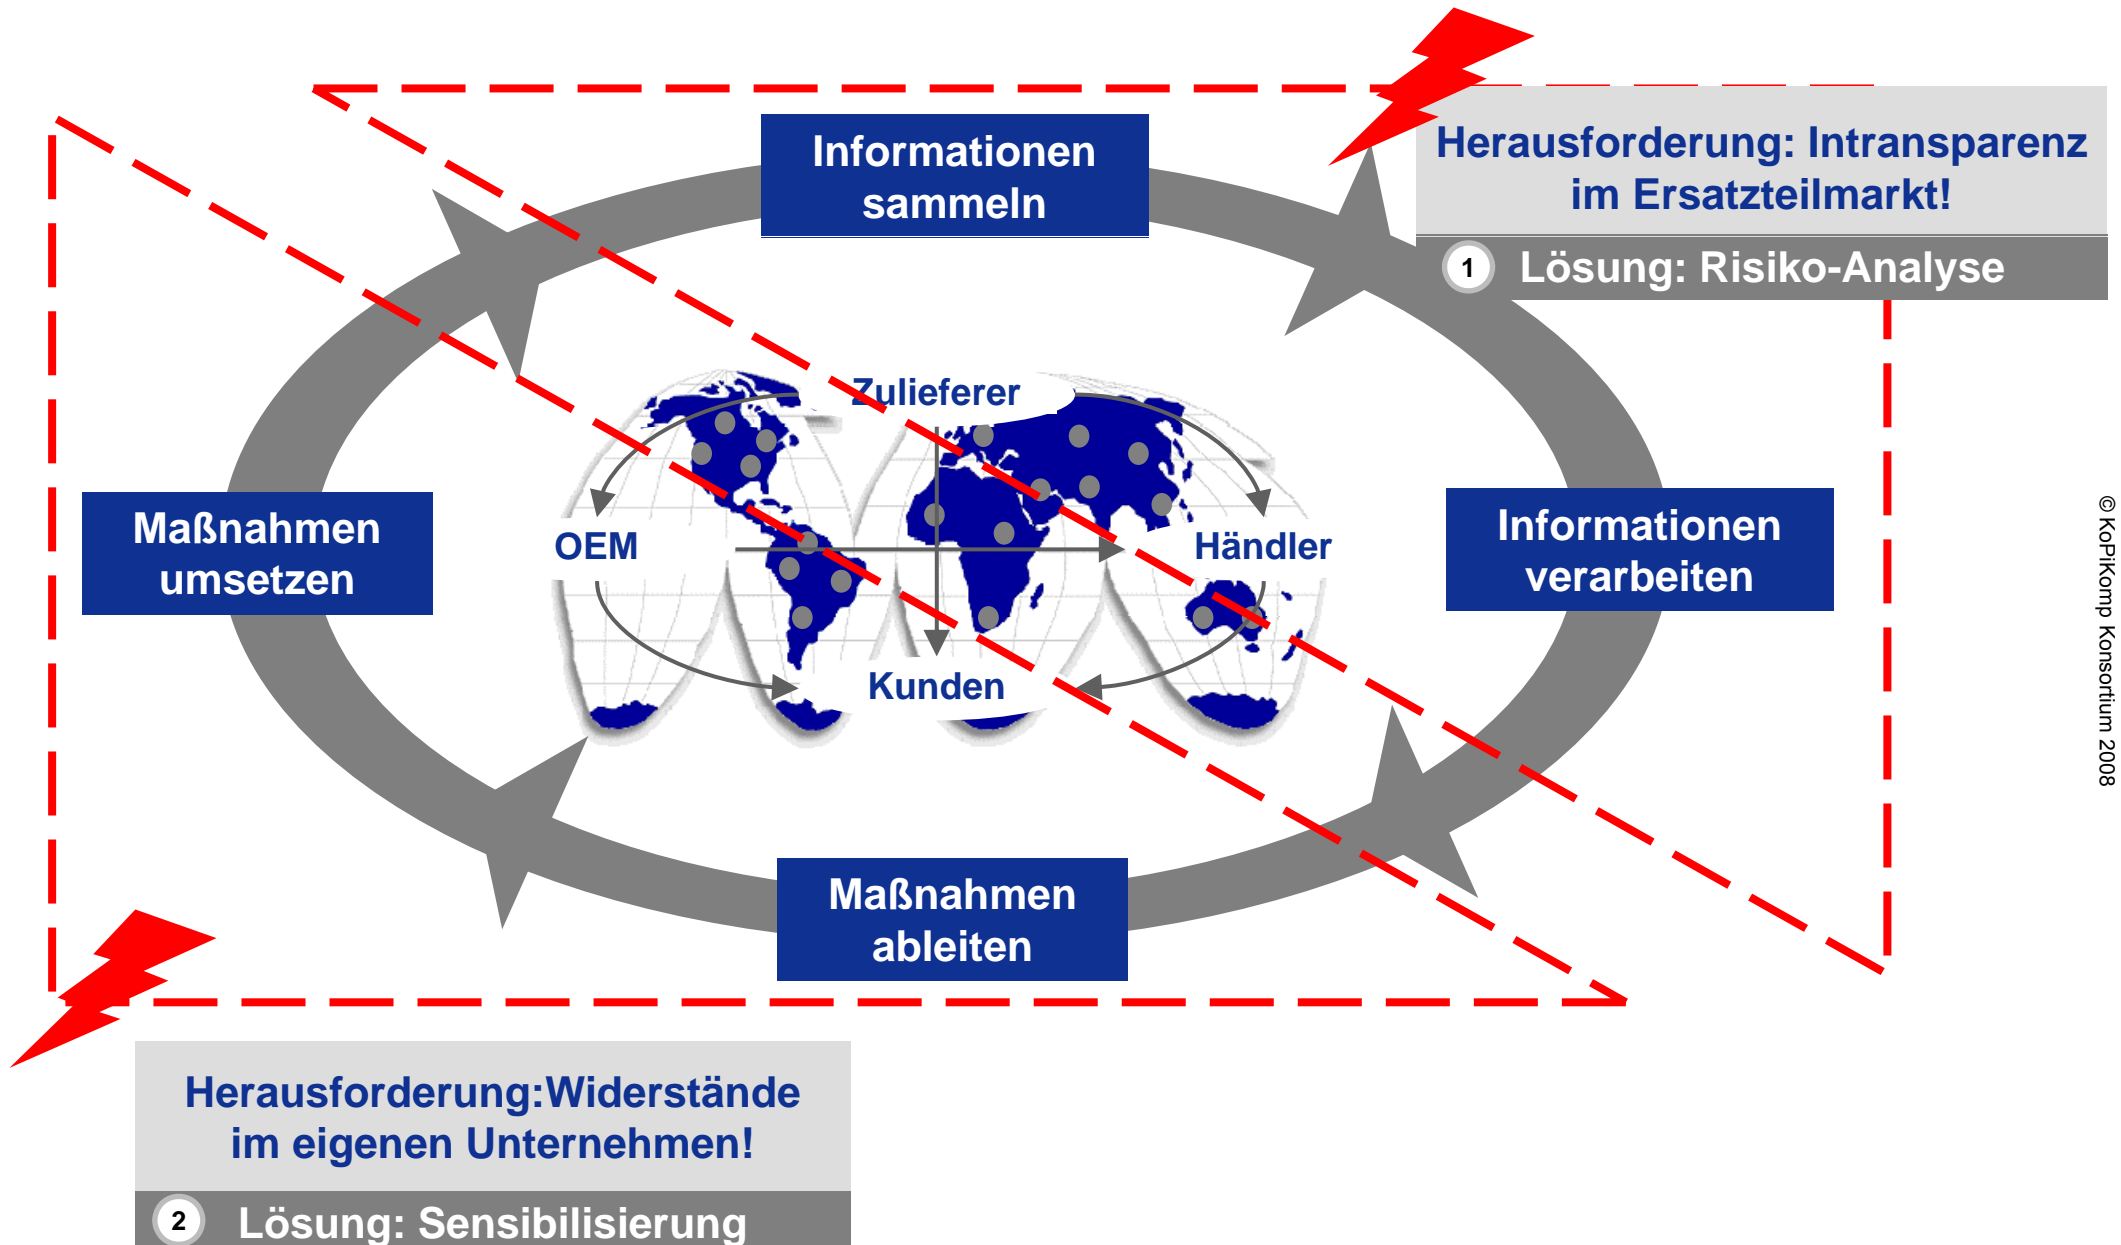 Informationen
sammeln
Herausforderung: Intransparenz
im Ersatzteilmarkt!
1 Lösung: Risiko-Analyse
Zulieferer
Maßnahmen
umsetzen
OEM
Händler
Informationen
verarbeiten
Kunden
Maßnahmen
ableiten
Herausforderung:Widerstände
im eigenen Unternehmen!
2 Lösung: Sensibilisierung
© KoPiKomp Konsortium 2008